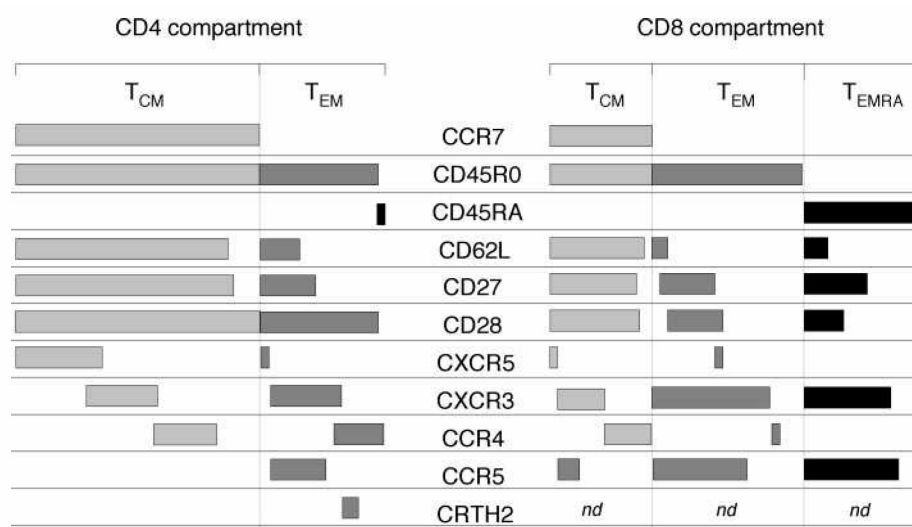 CD4 compartment CD8 compartment
TCM TEM TCM TEM TEMRA
CCR7
CD45R0
CD45RA
CD62L
CD27
CD28
CXCR5
CXCR3
CCR4
CCR5
CRTH2 nd nd nd